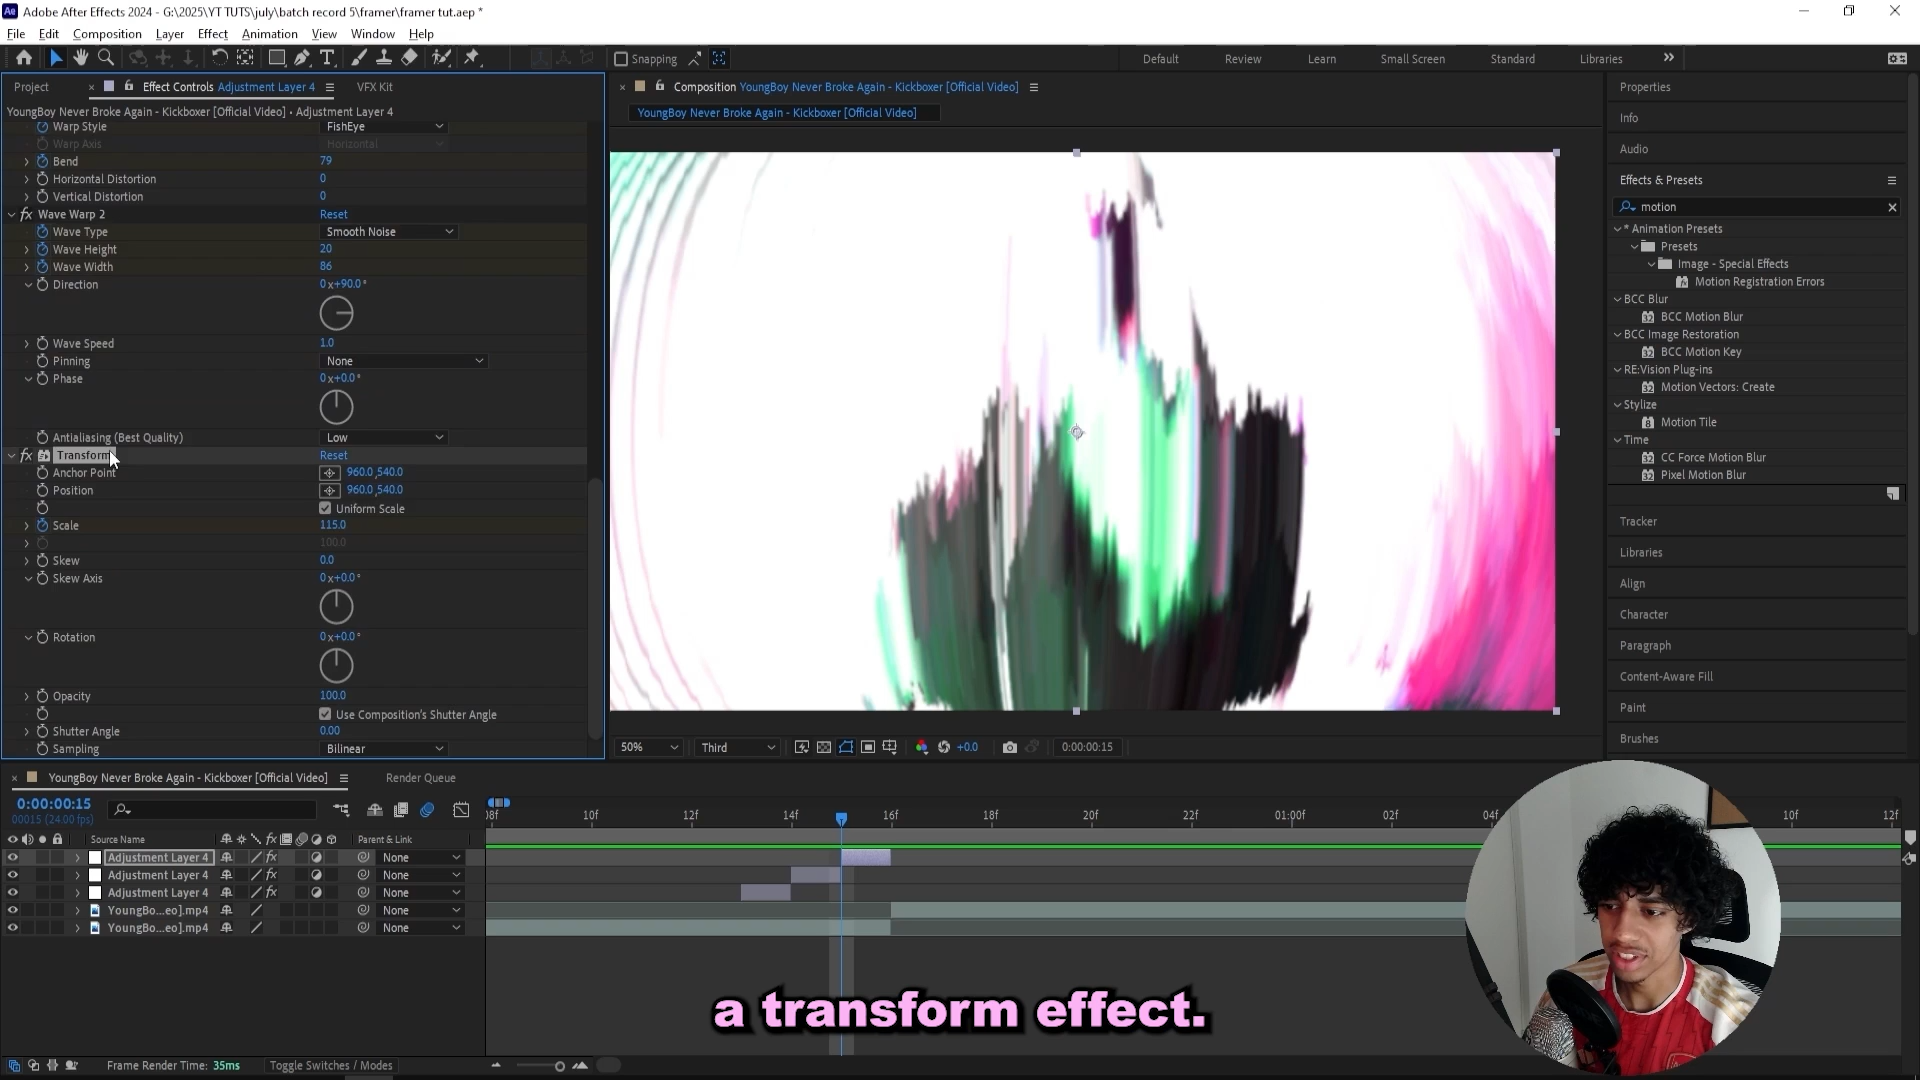 Adobe After Effects 2024 - G:\2025\YT TUTS\july\batch record 5\framer\framer tut.aep *
File Edit Composition Layer Effect Animation View Window Help
Snapping
Default Review Learn Small Screen Standard Libraries
Project
Effect Controls Adjustment Layer 4
VFX Kit
YoungBoy Never Broke Again - Kickboxer [Official Video] • Adjustment Layer 4
Warp Style FishEye
Warp Axis Horizontal
Bend 79
Horizontal Distortion 0
Vertical Distortion 0
fx Wave Warp 2 Reset
Wave Type Smooth Noise
Wave Height 20
Wave Width 86
Direction 0x+90.0°
Wave Speed 1.0
Pinning None
Phase 0x+0.0°
Antialiasing (Best Quality) Low
fx Transform Reset
Anchor Point 960.0,540.0
Position 960.0,540.0
Uniform Scale
Scale 115.0
100.0
Skew 0.0
Skew Axis 0x+0.0°
Rotation 0x+0.0°
Opacity 100.0
Use Composition's Shutter Angle
Shutter Angle 0.00
Sampling Bilinear
Composition YoungBoy Never Broke Again - Kickboxer [Official Video]
YoungBoy Never Broke Again - Kickboxer [Official Video]
50% Third +0.0 0:00:00:15
Properties
Info
Audio
Effects & Presets
motion
* Animation Presets
Presets
Image - Special Effects
Motion Registration Errors
BCC Blur
BCC Motion Blur
BCC Image Restoration
BCC Motion Key
RE:Vision Plug-ins
Motion Vectors: Create
Stylize
Motion Tile
Time
CC Force Motion Blur
Pixel Motion Blur
Tracker
Libraries
Align
Character
Paragraph
Content-Aware Fill
Paint
Brushes
YoungBoy Never Broke Again - Kickboxer [Official Video]
Render Queue
0:00:00:15
00015 (24.00 fps)
08f 10f 12f 14f 16f 18f 20f 22f 01:00f 02f 04f 10f 12f
Source Name Parent & Link
Adjustment Layer 4 fx None
Adjustment Layer 4 fx None
Adjustment Layer 4 fx None
YoungBo...eo].mp4 None
YoungBo...eo].mp4 None
a transform effect.
Frame Render Time: 35ms
Toggle Switches / Modes